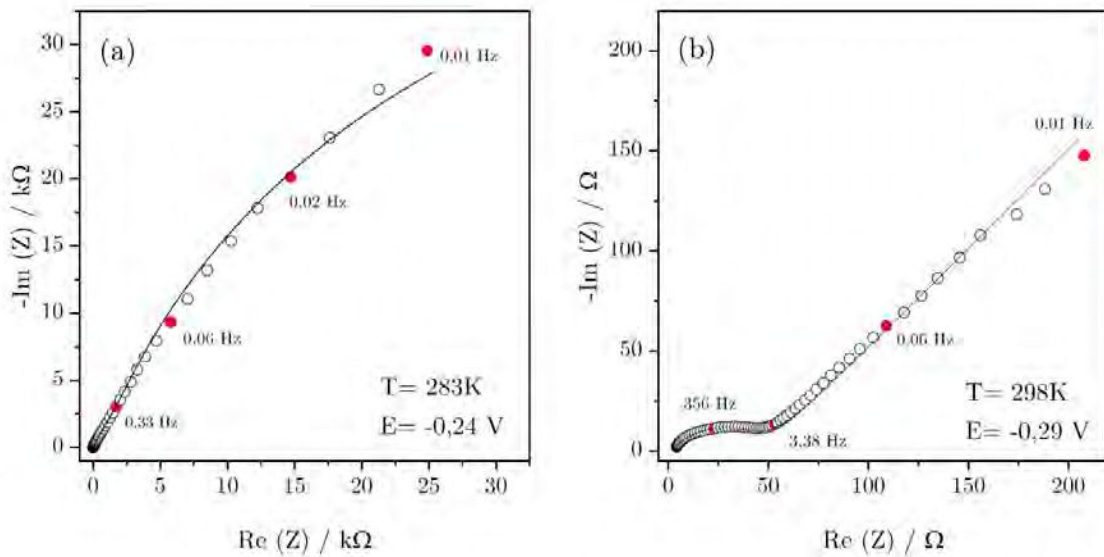 (a)
-Im (Z) / kΩ
30
25
20
15
10
5
0
0,01 Hz
0,02 Hz
0,06 Hz
0,33 Hz
T= 283K
E= -0,24 V
0 5 10 15 20 25 30
Re (Z) / kΩ
(b)
-Im (Z) / Ω
200
150
100
50
0
0,01 Hz
0,05 Hz
356 Hz
3,38 Hz
T= 298K
E= -0,29 V
0 50 100 150 200
Re (Z) / Ω